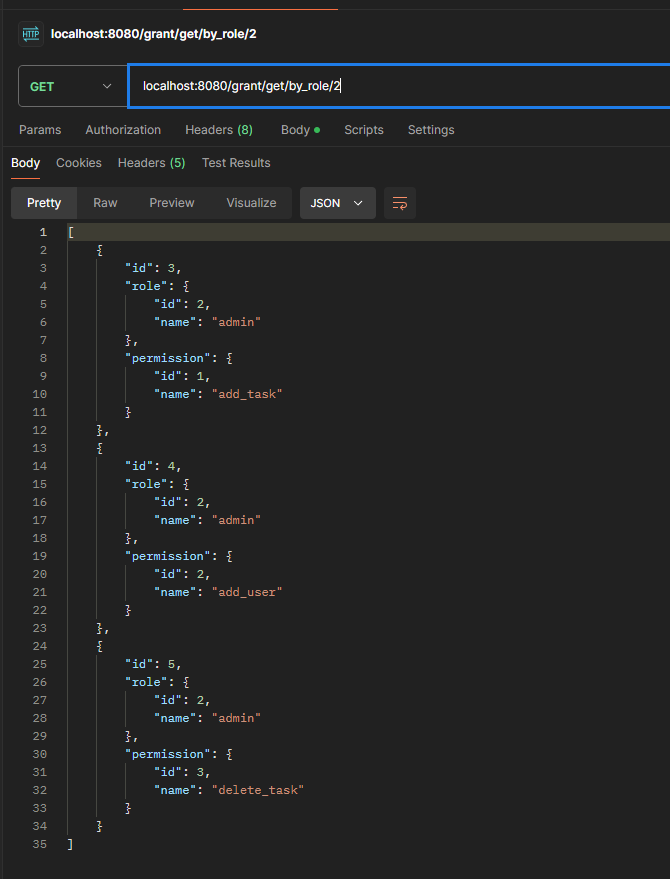 HTTP localhost:8080/grant/get/by_role/2
GET localhost:8080/grant/get/by_role/2
Params Authorization Headers (8) Body Scripts Settings
Body Cookies Headers (5) Test Results
Pretty Raw Preview Visualize JSON
1 [
2     {
3         "id": 3,
4         "role": {
5             "id": 2,
6             "name": "admin"
7         },
8         "permission": {
9             "id": 1,
10             "name": "add_task"
11         }
12     },
13     {
14         "id": 4,
15         "role": {
16             "id": 2,
17             "name": "admin"
18         },
19         "permission": {
20             "id": 2,
21             "name": "add_user"
22         }
23     },
24     {
25         "id": 5,
26         "role": {
27             "id": 2,
28             "name": "admin"
29         },
30         "permission": {
31             "id": 3,
32             "name": "delete_task"
33         }
34     }
35 ]